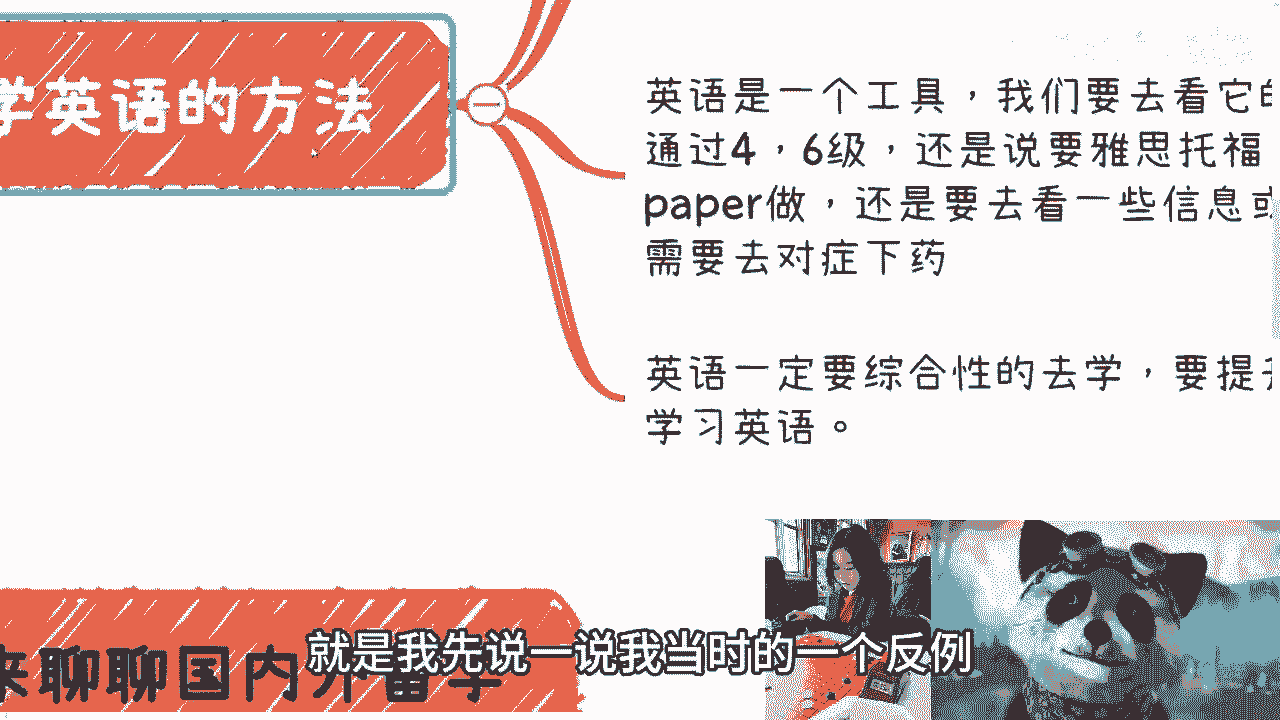 学英语的方法
英语是一个工具，我们要去看它的
通过4，6级，还是说要雅思托福
paper做，还是要去看一些信息或
需要去对症下药
英语一定要综合性的去学，要提升
学习英语。
来聊聊国内外留学
就是我先说一说我当时的一个反例